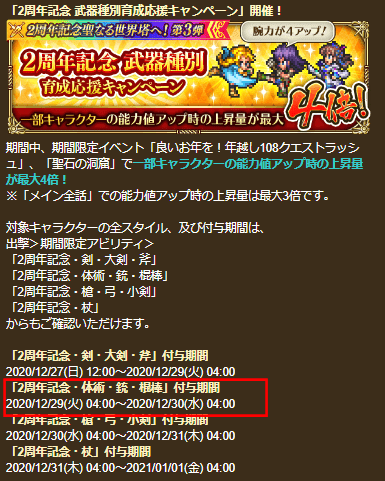 「2周年記念 武器種別育成応援キャンペーン」開催！
2周年記念聖なる世界塔へ！第3弾
腕力が4アップ！
2周年記念 武器種別
育成応援キャンペーン
4倍！
一部キャラクターの能力値アップ時の上昇量が最大
期間中、期間限定イベント「良いお年を！年越し108クエストラッ
シュ」、「聖石の洞窟」で一部キャラクターの能力値アップ時の上昇量
が最大4倍！
※「メイン全話」での能力値アップ時の上昇量は最大3倍です。
対象キャラクターの全スタイル、及び付与期間は、
出撃＞期間限定アビリティ＞
「2周年記念・剣・大剣・斧」
「2周年記念・体術・銃・棍棒」
「2周年記念・槍・弓・小剣」
「2周年記念・杖」
からもご確認いただけます。
「2周年記念・剣・大剣・斧」付与期間
2020/12/27(日) 12:00～2020/12/29(火) 04:00
「2周年記念・体術・銃・棍棒」付与期間
2020/12/29(火) 04:00～2020/12/30(水) 04:00
「2周年記念・槍・弓・小剣」付与期間
2020/12/30(水) 04:00～2020/12/31(木) 04:00
「2周年記念・杖」付与期間
2020/12/31(木) 04:00～2021/01/01(金) 04:00